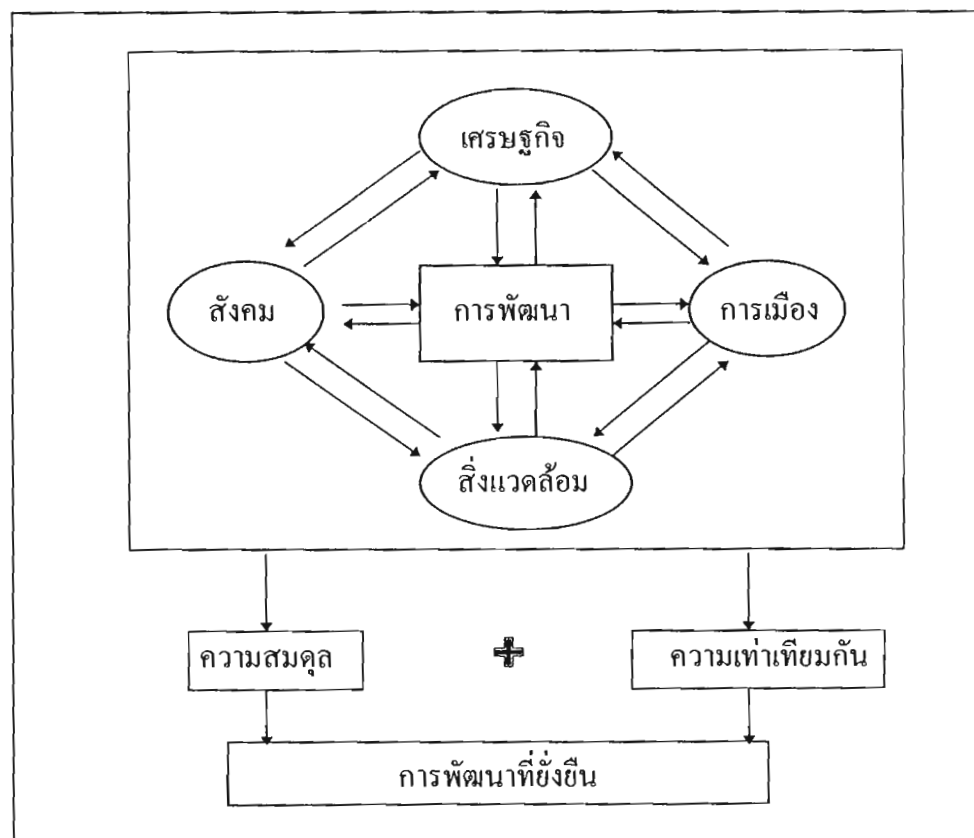 เศรษฐกิจ
สังคม
การพัฒนา
การเมือง
สิ่งแวดล้อม
ความสมดุล
+
ความเท่าเทียมกัน
การพัฒนาที่ยั่งยืน